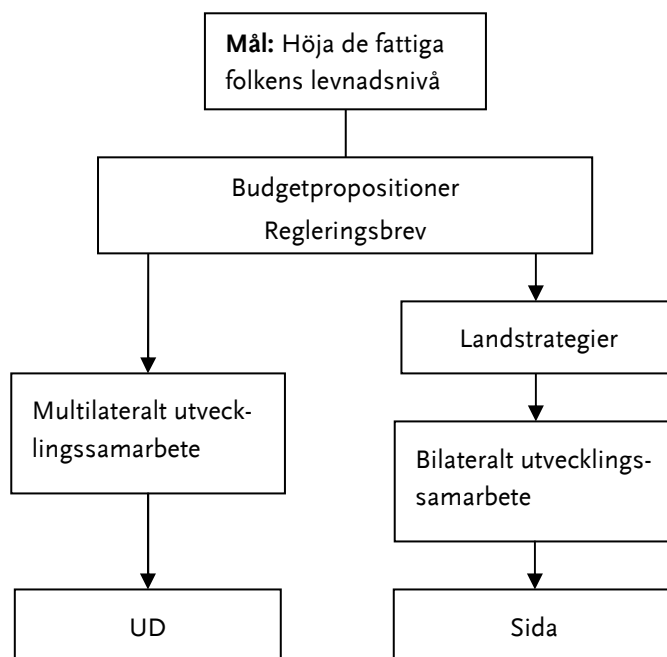 Mål: Höja de fattiga
folkens levnadsnivå
Budgetpropositioner
Regleringsbrev
Landstrategier
Multilateralt utveck-
lingssamarbete
Bilateralt utvecklings-
samarbete
UD
Sida